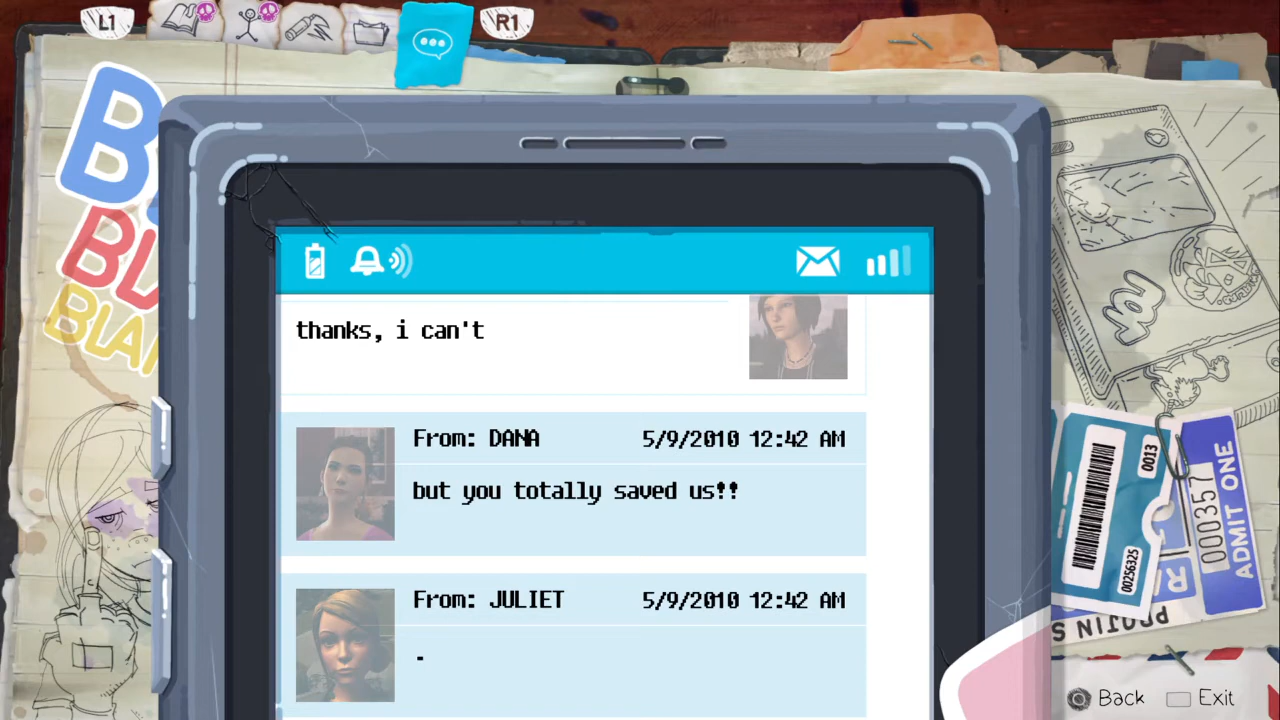 L1
R1
thanks, i can't
From: DANA 5/9/2010 12:42 AM
but you totally saved us!!
From: JULIET 5/9/2010 12:42 AM
.
0013
00256325
000357
ADMIT ONE
Back
Exit